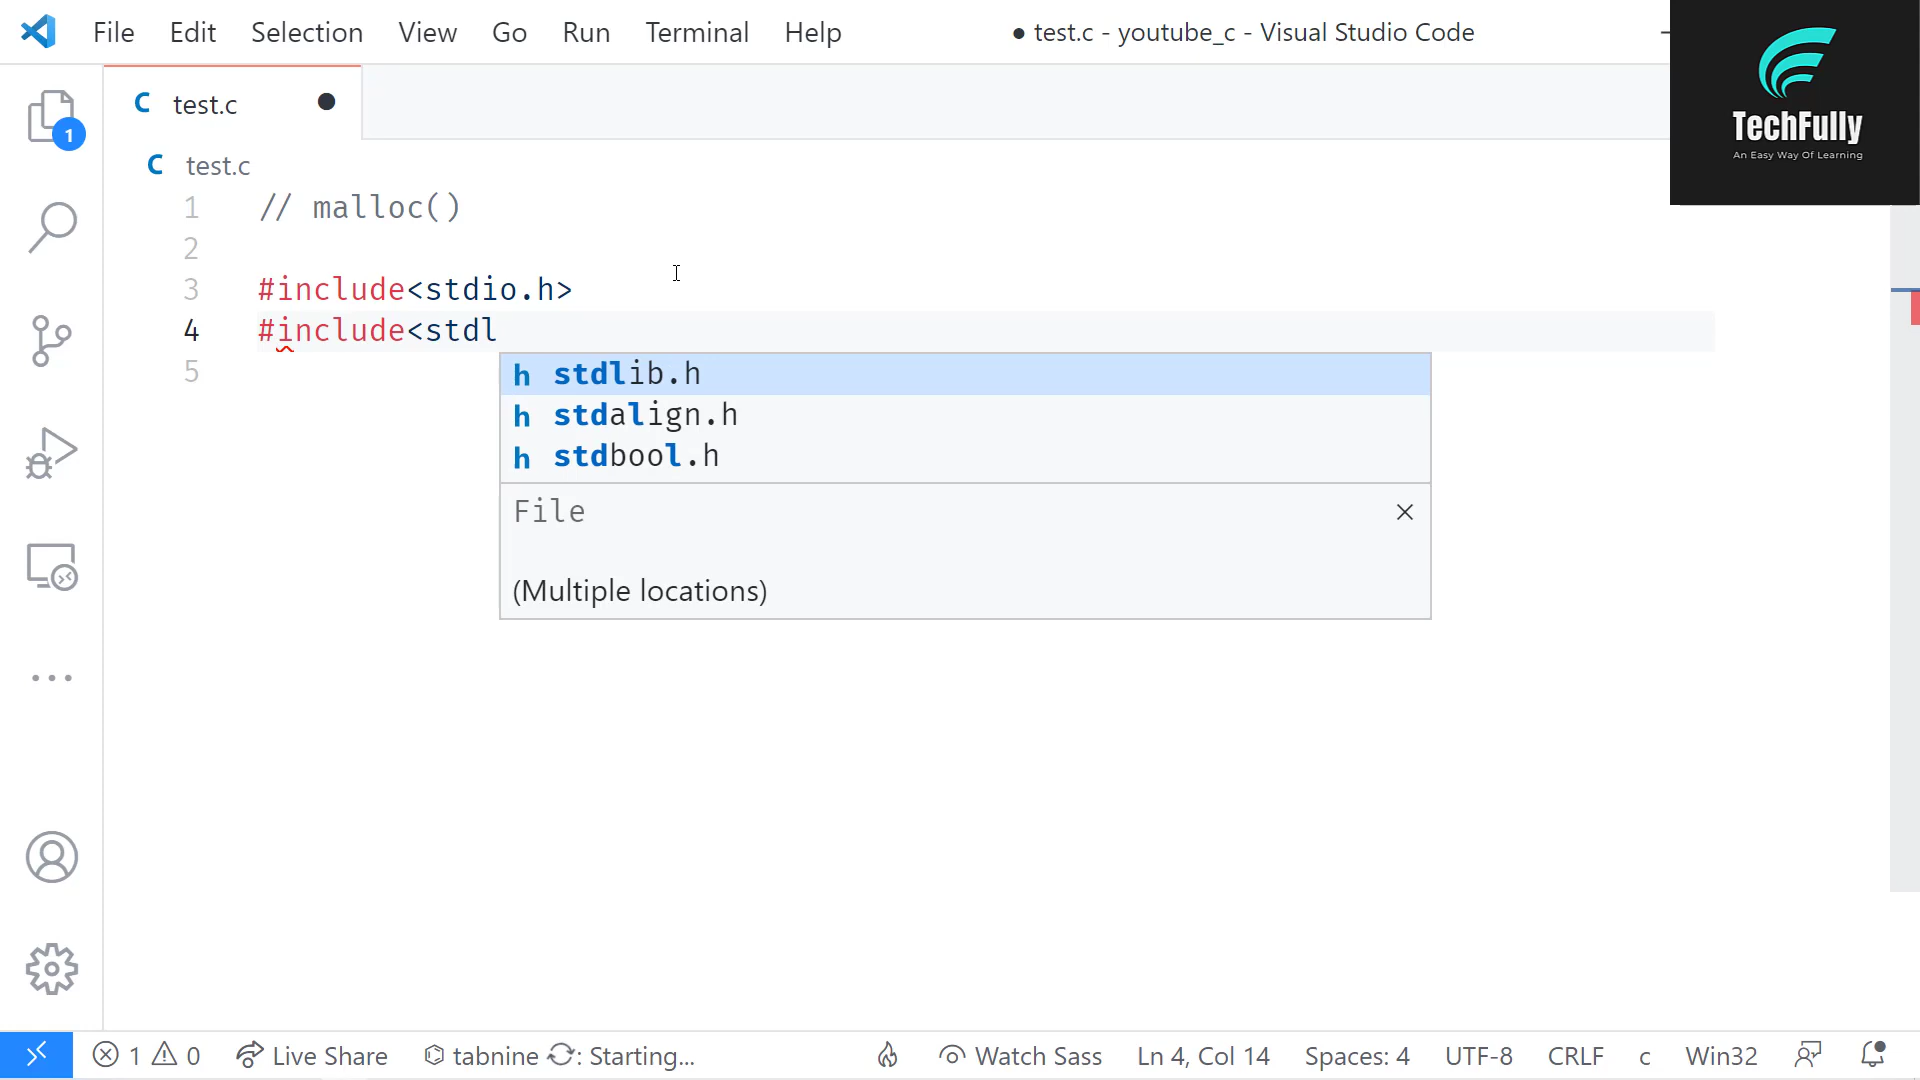 File Edit Selection View Go Run Terminal Help ● test.c - youtube_c - Visual Studio Code
TechFully
An Easy Way Of Learning
C test.c ●
1
C test.c
1 // malloc()
2
3 #include<stdio.h>
4 #include<stdl
5
h stdlib.h
h stdalign.h
h stdbool.h
File
(Multiple locations)
1 0 Live Share tabnine : Starting... Watch Sass Ln 4, Col 14 Spaces: 4 UTF-8 CRLF c Win32